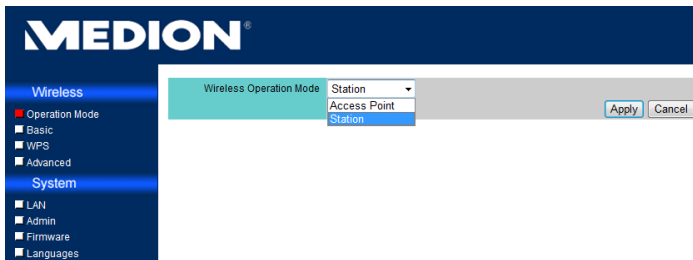 MEDION®
Wireless
Operation Mode
Basic
WPS
Advanced
System
LAN
Admin
Firmware
Languages
Wireless Operation Mode
Station
Access Point
Station
Apply
Cancel